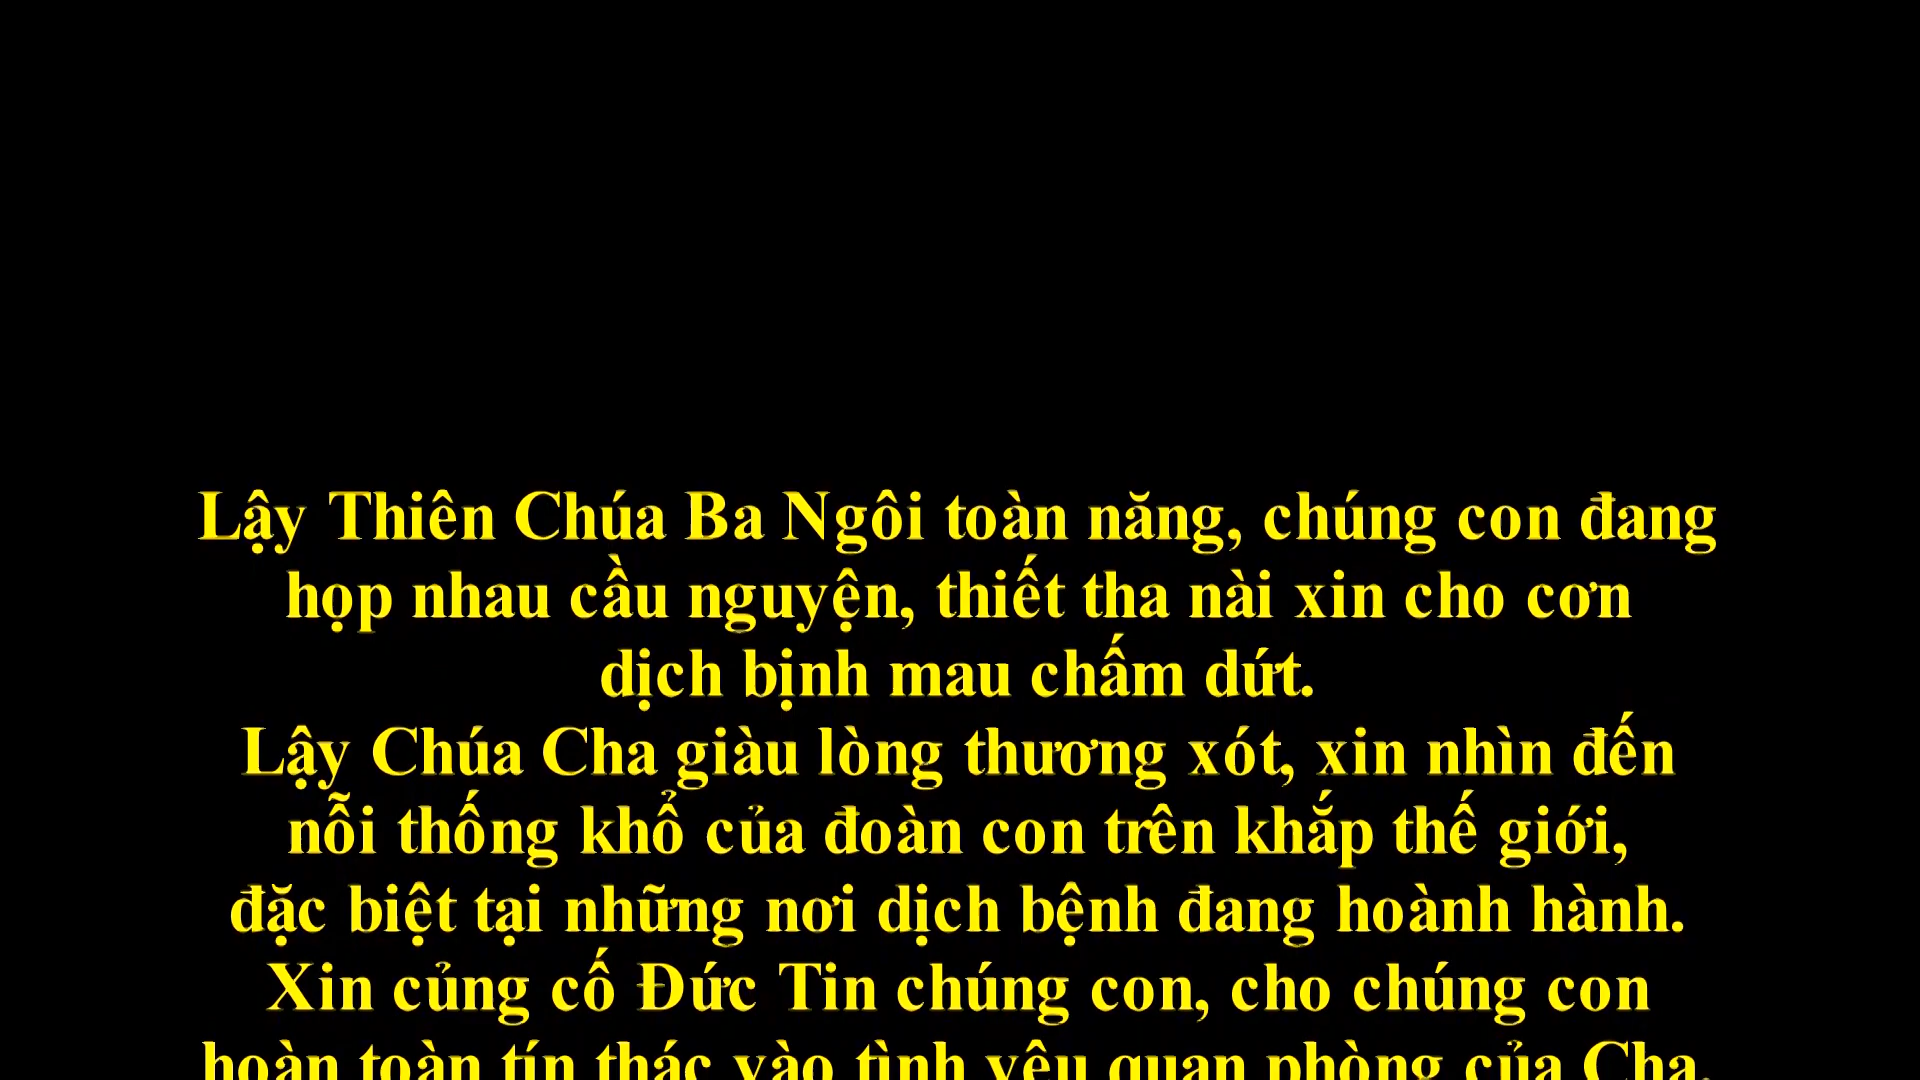 Lậy Thiên Chúa Ba Ngôi toàn năng, chúng con đang
họp nhau cầu nguyện, thiết tha nài xin cho cơn
dịch bịnh mau chấm dứt.
Lậy Chúa Cha giàu lòng thương xót, xin nhìn đến
nỗi thống khổ của đoàn con trên khắp thế giới,
đặc biệt tại những nơi dịch bệnh đang hoành hành.
Xin củng cố Đức Tin chúng con, cho chúng con
hoàn toàn tín thác vào tình yêu quan phòng của Cha.